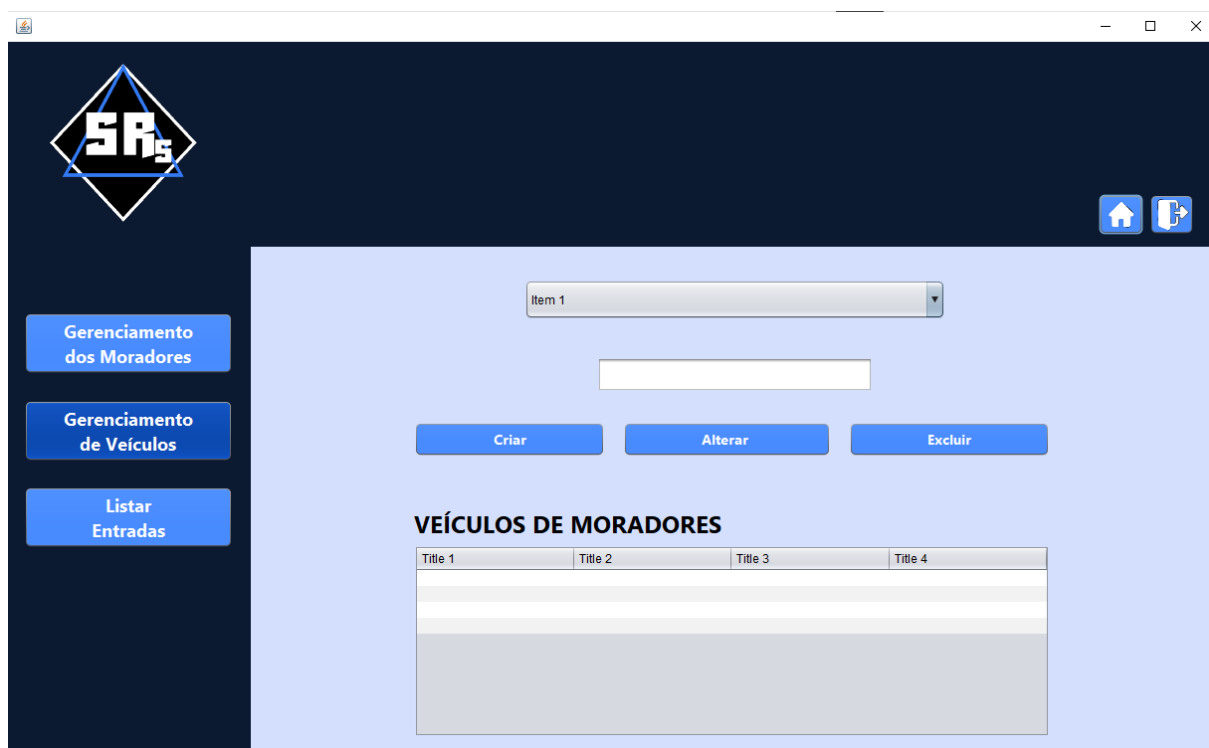 SRs
Item 1
Gerenciamento
dos Moradores
Gerenciamento
de Veículos
Criar
Alterar
Excluir
Listar
Entradas
VEÍCULOS DE MORADORES
Title 1
Title 2
Title 3
Title 4